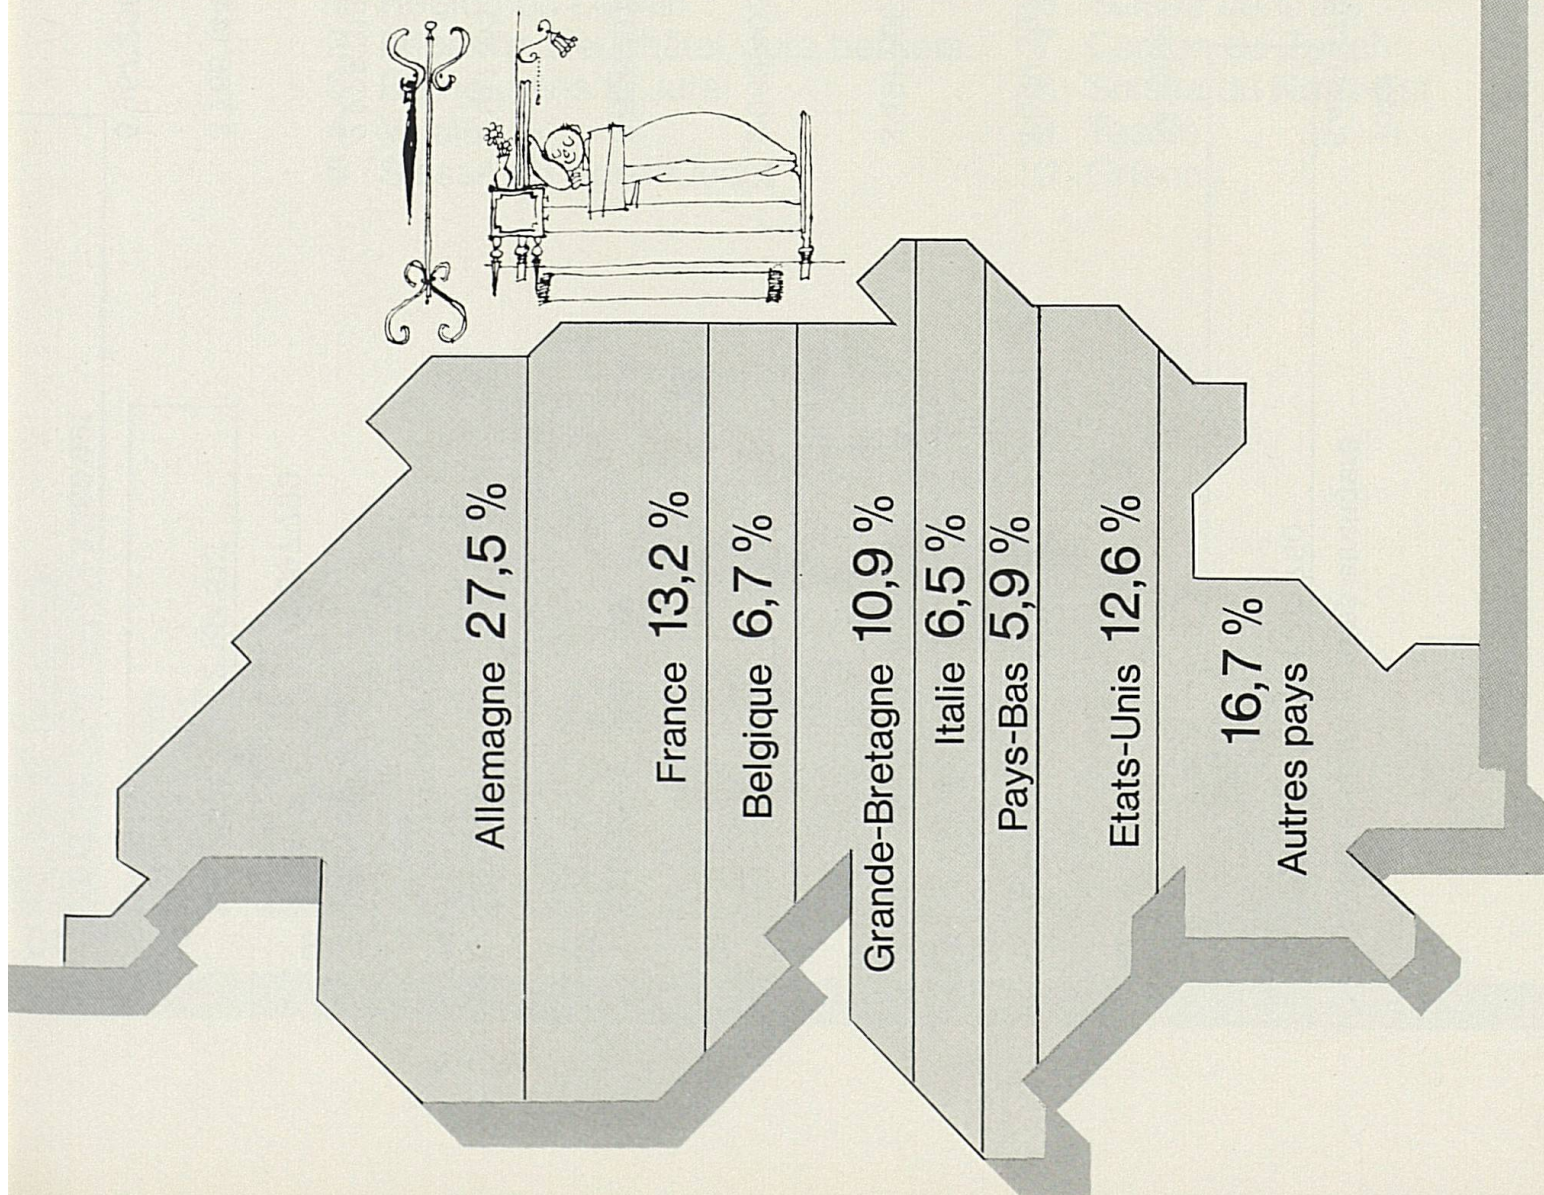 Allemagne 27,5 %
France 13,2 %
Belgique 6,7 %
Grande-Bretagne 10,9 %
Italie 6,5 %
Pays-Bas 5,9 %
Etats-Unis 12,6 %
16,7 %
Autres pays